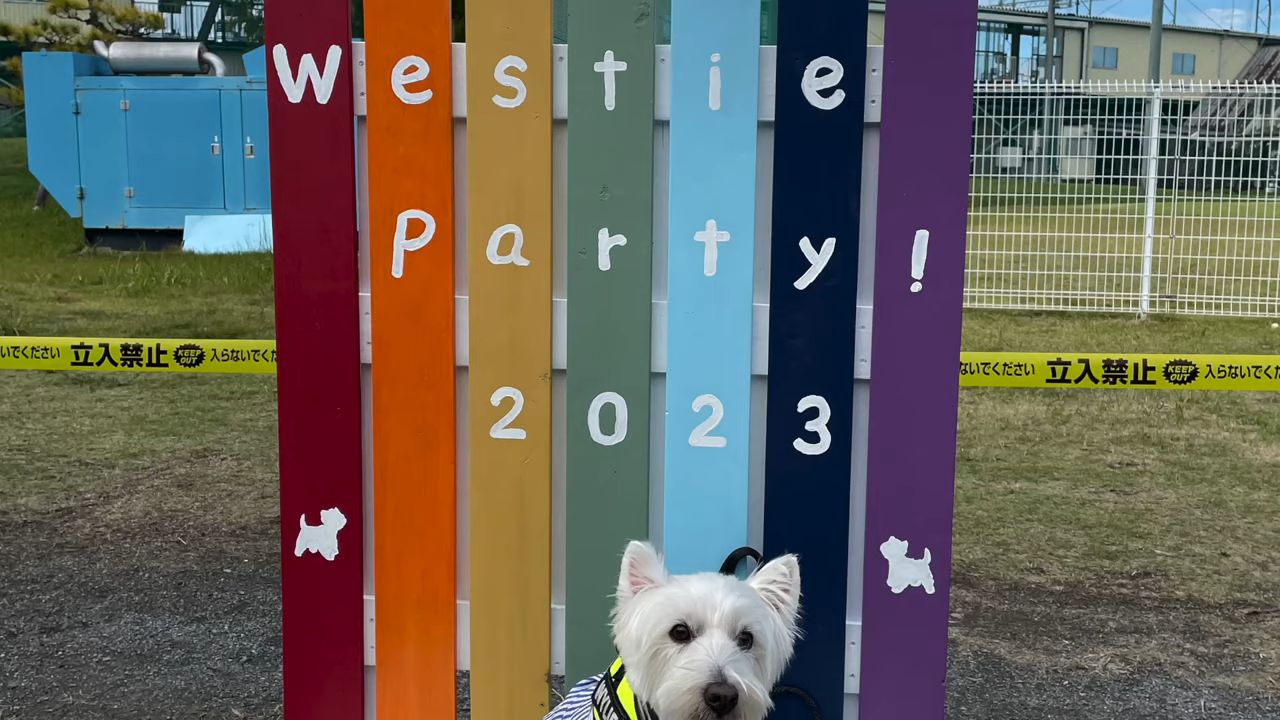 Westie
Party!
2023
いでください 立入禁止 KEEP OUT 入らないでくだ
ないでください 立入禁止 KEEP OUT 入らないでくだ